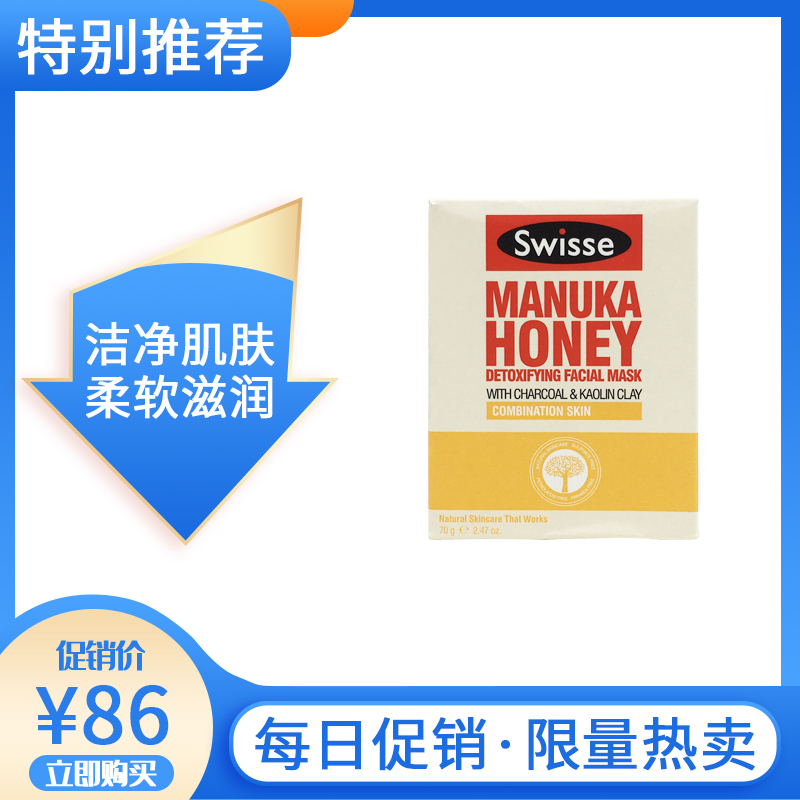 特别推荐
洁净肌肤
柔软滋润
Swisse
MANUKA
HONEY
DETOXIFYING FACIAL MASK
WITH CHARCOAL & KAOLIN CLAY
COMBINATION SKIN
Natural Skincare That Works
70 g 2.47 oz.
促销价
¥86
立即购买
每日促销·限量热卖